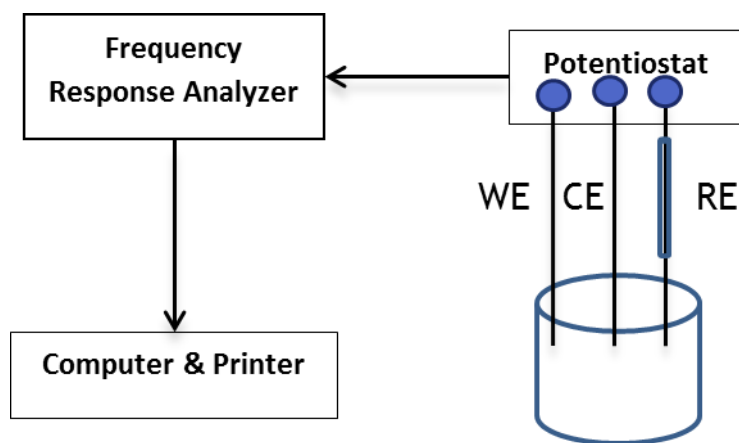 Frequency
Response Analyzer
Potentiostat
WE
CE
RE
Computer & Printer